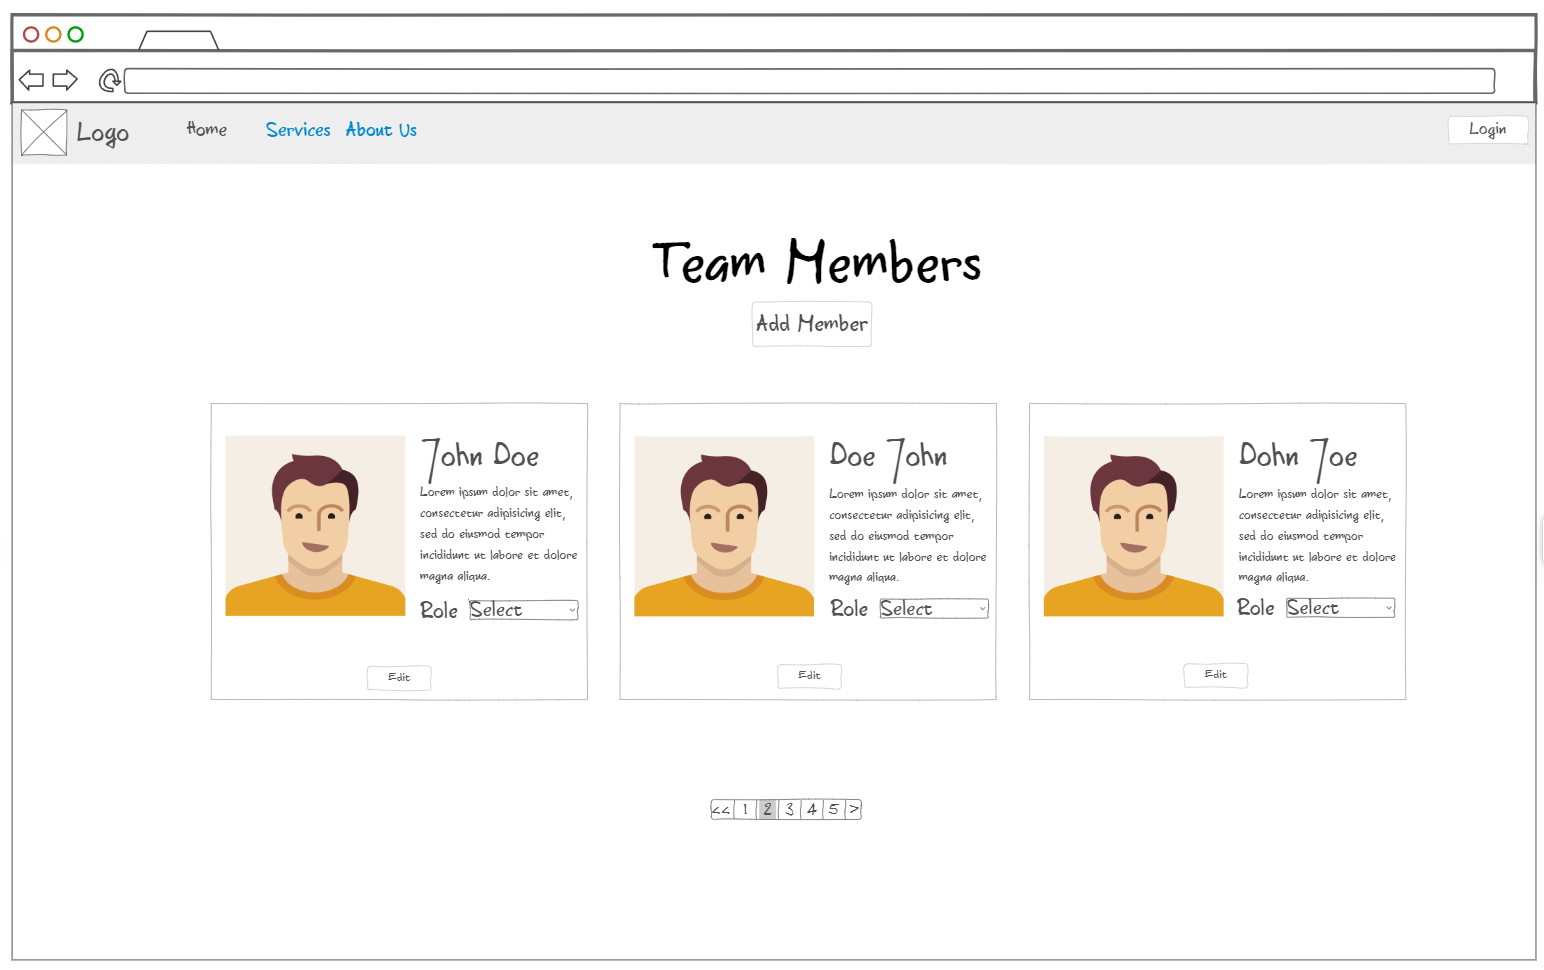 Logo
Home
Services
About Us
Login
Team Members
Add Member
John Doe
Lorem ipsum dolor sit amet,
consectetur adipisicing elit,
sed do eiusmod tempor
incididunt ut labore et dolore
magna aliqua.
Role
Select
Edit
Doe John
Lorem ipsum dolor sit amet,
consectetur adipisicing elit,
sed do eiusmod tempor
incididunt ut labore et dolore
magna aliqua.
Role
Select
Edit
Dohn Joe
Lorem ipsum dolor sit amet,
consectetur adipisicing elit,
sed do eiusmod tempor
incididunt ut labore et dolore
magna aliqua.
Role
Select
Edit
<< 1 2 3 4 5 >